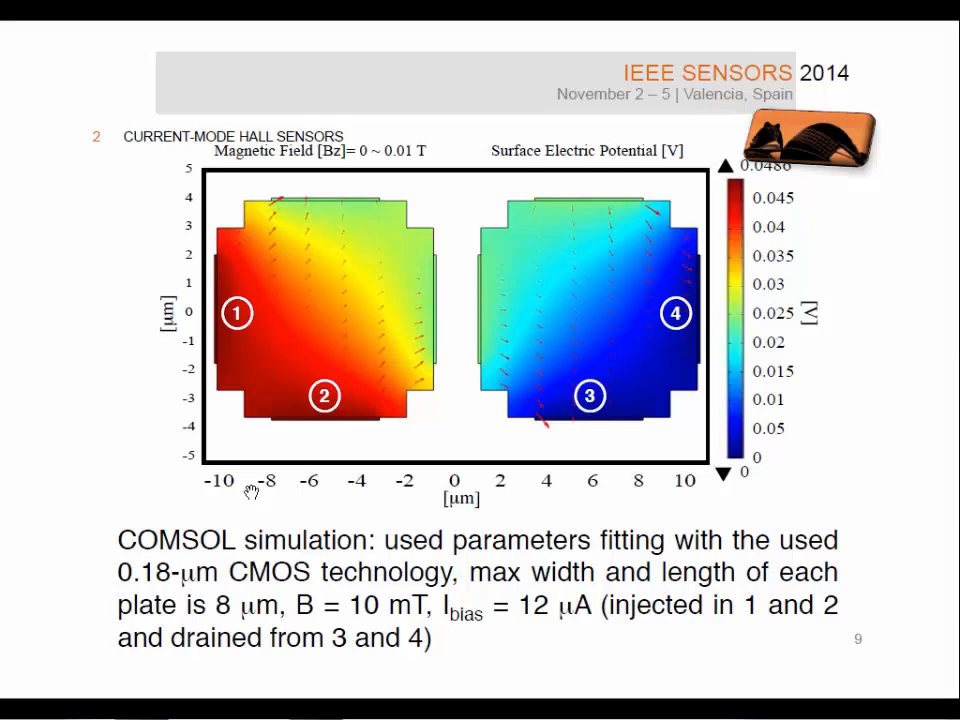 IEEE SENSORS 2014
November 2 – 5 | Valencia, Spain
2 CURRENT-MODE HALL SENSORS
Magnetic Field [Bz]= 0 ~ 0.01 T
Surface Electric Potential [V]
5
4
3
2
1
0
-1
-2
-3
-4
-5
[µm]
1
2
3
4
-10 -8 -6 -4 -2 0 2 4 6 8 10
[µm]
0.0486
0.045
0.04
0.035
0.03
0.025
0.02
0.015
0.01
0.05
0
0
[V]
COMSOL simulation: used parameters fitting with the used
0.18-µm CMOS technology, max width and length of each
plate is 8 µm, B = 10 mT, Ibias = 12 µA (injected in 1 and 2
and drained from 3 and 4)
9